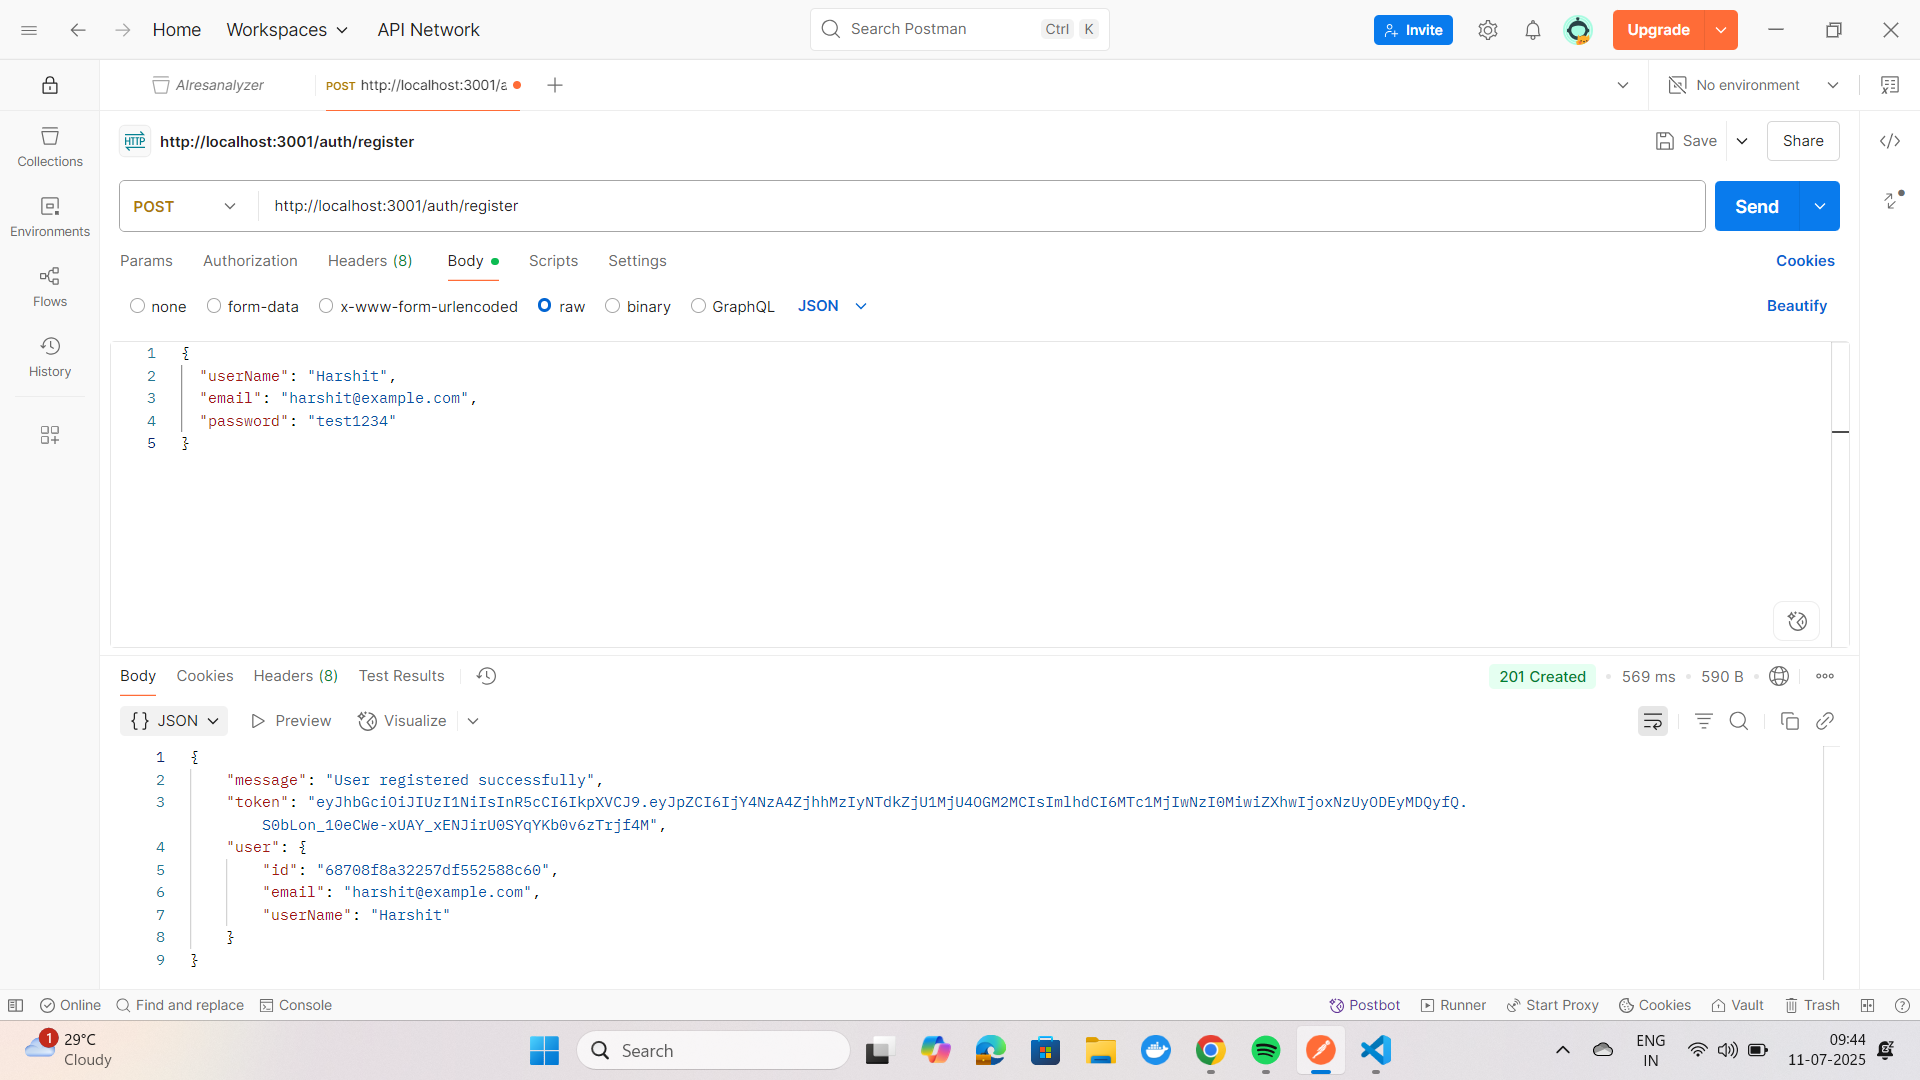 Home
Workspaces
API Network
Search Postman
Ctrl K
Invite
Upgrade
AIresanalyzer
POST http://localhost:3001/a
No environment
HTTP http://localhost:3001/auth/register
Save
Share
Collections
Environments
Flows
History
POST
http://localhost:3001/auth/register
Send
Params
Authorization
Headers (8)
Body
Scripts
Settings
Cookies
none
form-data
x-www-form-urlencoded
raw
binary
GraphQL
JSON
Beautify
1 {
2 "userName": "Harshit",
3 "email": "harshit@example.com",
4 "password": "test1234"
5 }
Body
Cookies
Headers (8)
Test Results
201 Created
569 ms
590 B
{} JSON
Preview
Visualize
1 {
2 "message": "User registered successfully",
3 "token": "eyJhbGciOiJIUzI1NiIsInR5cCI6IkpXVCJ9.eyJpZCI6IjY4NzA4ZjhhMzIyNTdkZjU1MjU4OGM2MCIsImlhdCI6MTc1MjIwNzI0MiwiZXhwIjoxNzUyODEyMDQyfQ.
S0bLon_10eCWe-xUAY_xENJirU0SYqYKb0v6zTrjf4M",
4 "user": {
5 "id": "68708f8a32257df552588c60",
6 "email": "harshit@example.com",
7 "userName": "Harshit"
8 }
9 }
Online
Find and replace
Console
Postbot
Runner
Start Proxy
Cookies
Vault
Trash
1
29°C
Cloudy
Search
ENG
IN
09:44
11-07-2025